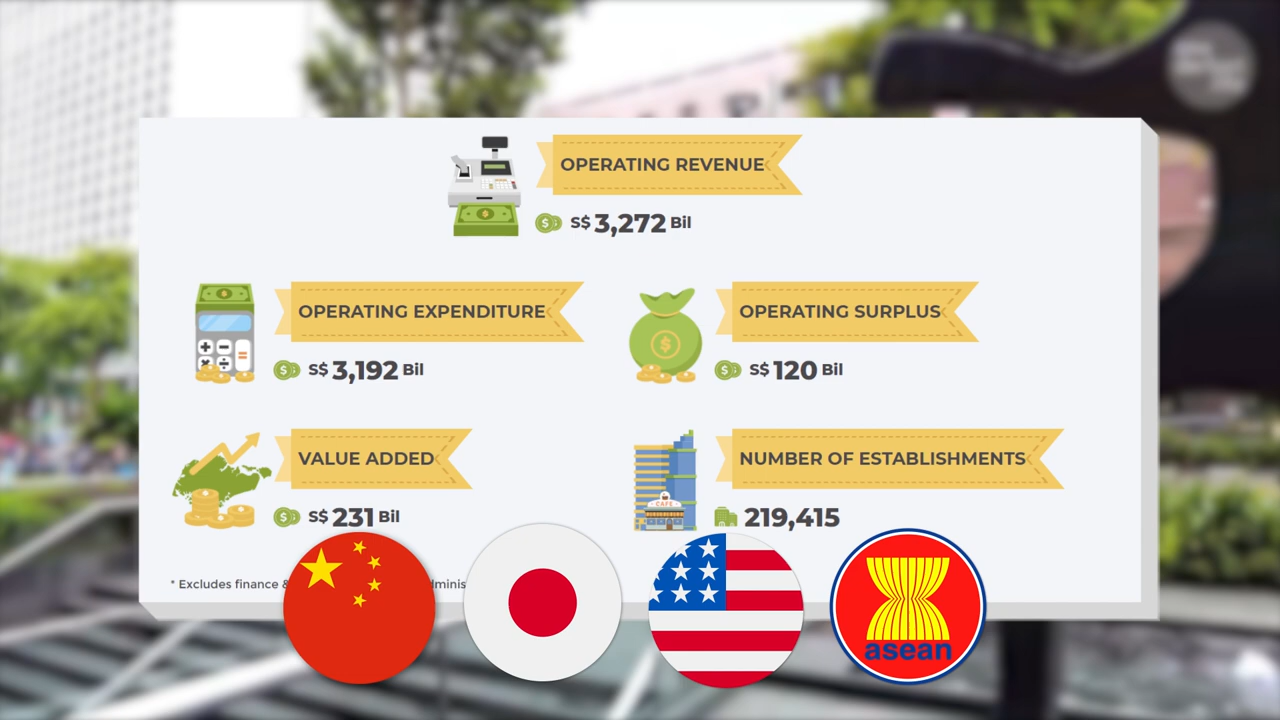 OPERATING REVENUE
S$ 3,272 Bil
OPERATING EXPENDITURE
OPERATING SURPLUS
S$ 3,192 Bil
S$ 120 Bil
VALUE ADDED
NUMBER OF ESTABLISHMENTS
CAFE
S$ 231 Bil
219,415
* Excludes finance &
asean